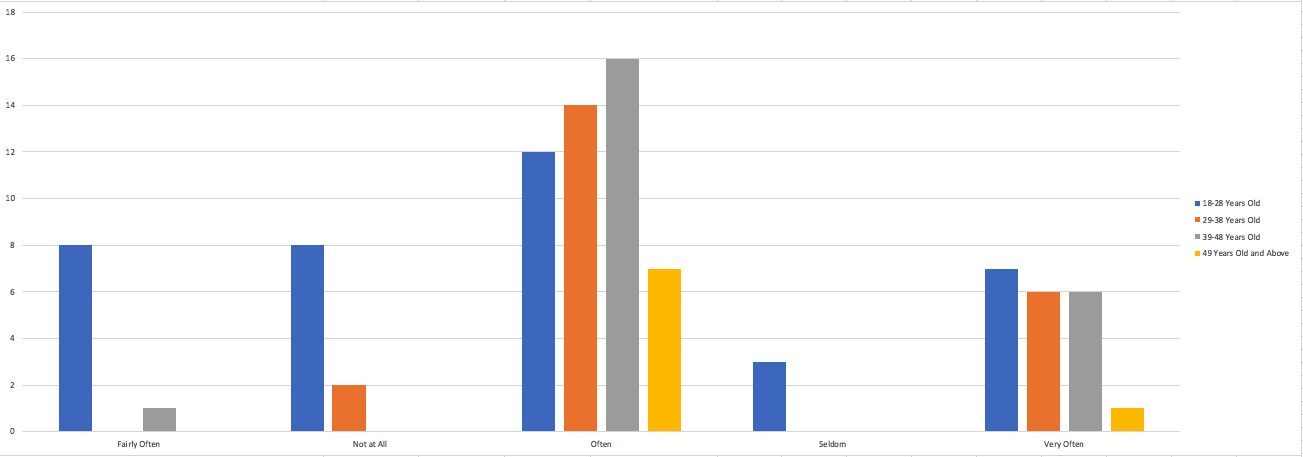 18
16
14
12
10
8
6
4
2
0
Fairly Often
Not at All
Often
Seldom
Very Often
18-28 Years Old
29-38 Years Old
39-48 Years Old
49 Years Old and Above